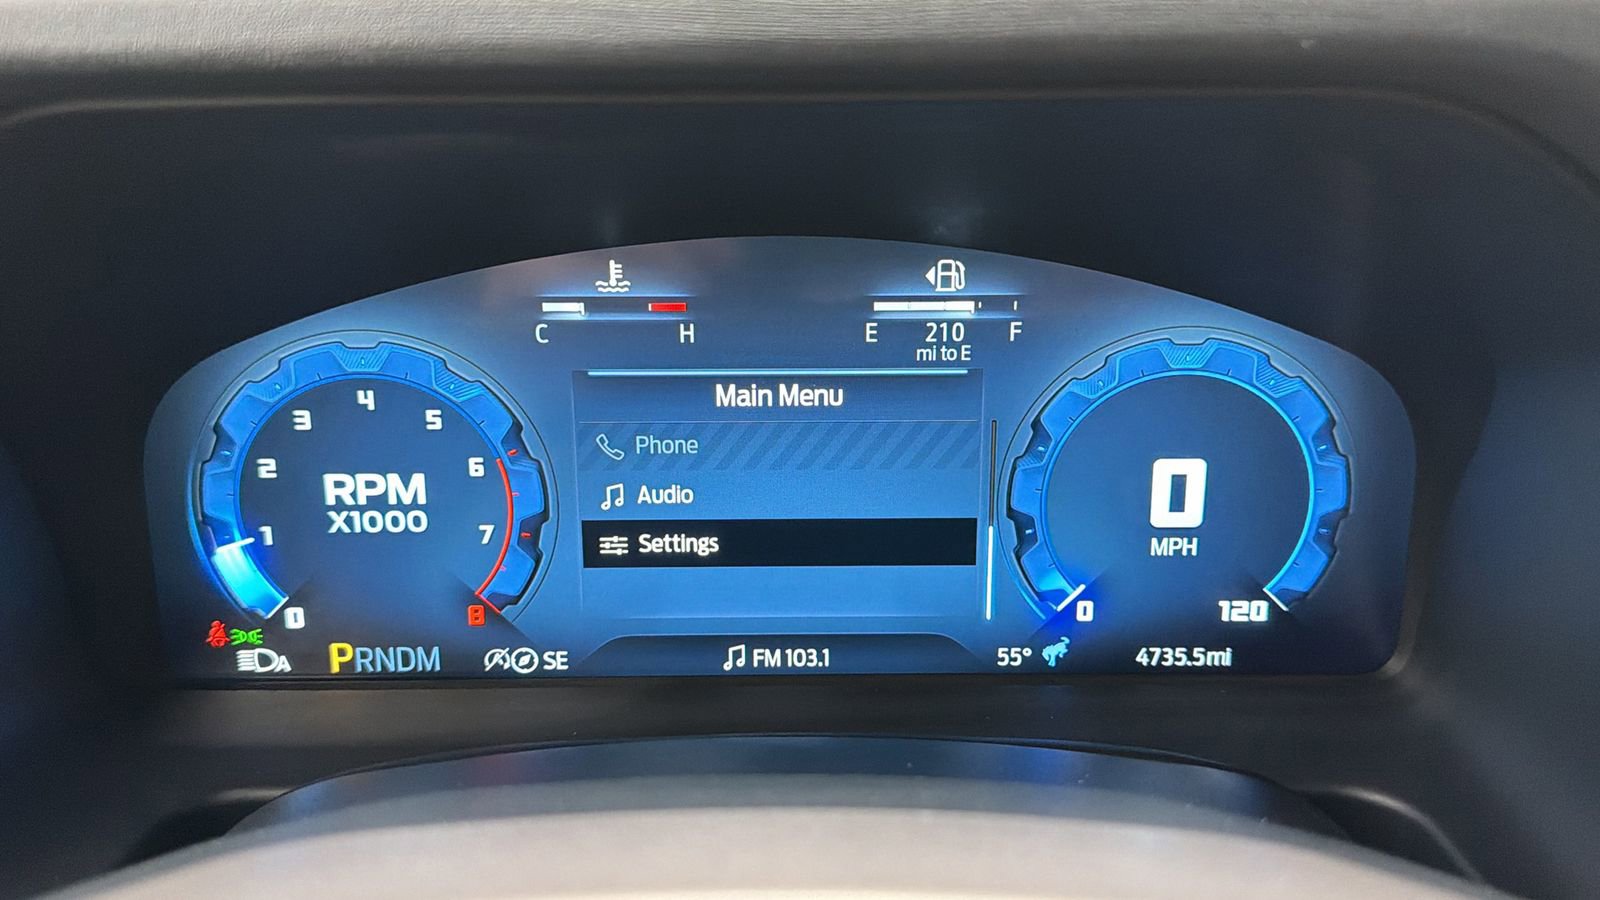 C H
E 210 F
mi to E
Main Menu
Phone
Audio
Settings
0
1
2
3
4
5
6
7
8
RPM
X1000
0
MPH
0
120
A
PRNDM
SE
FM 103.1
55°
4735.5mi